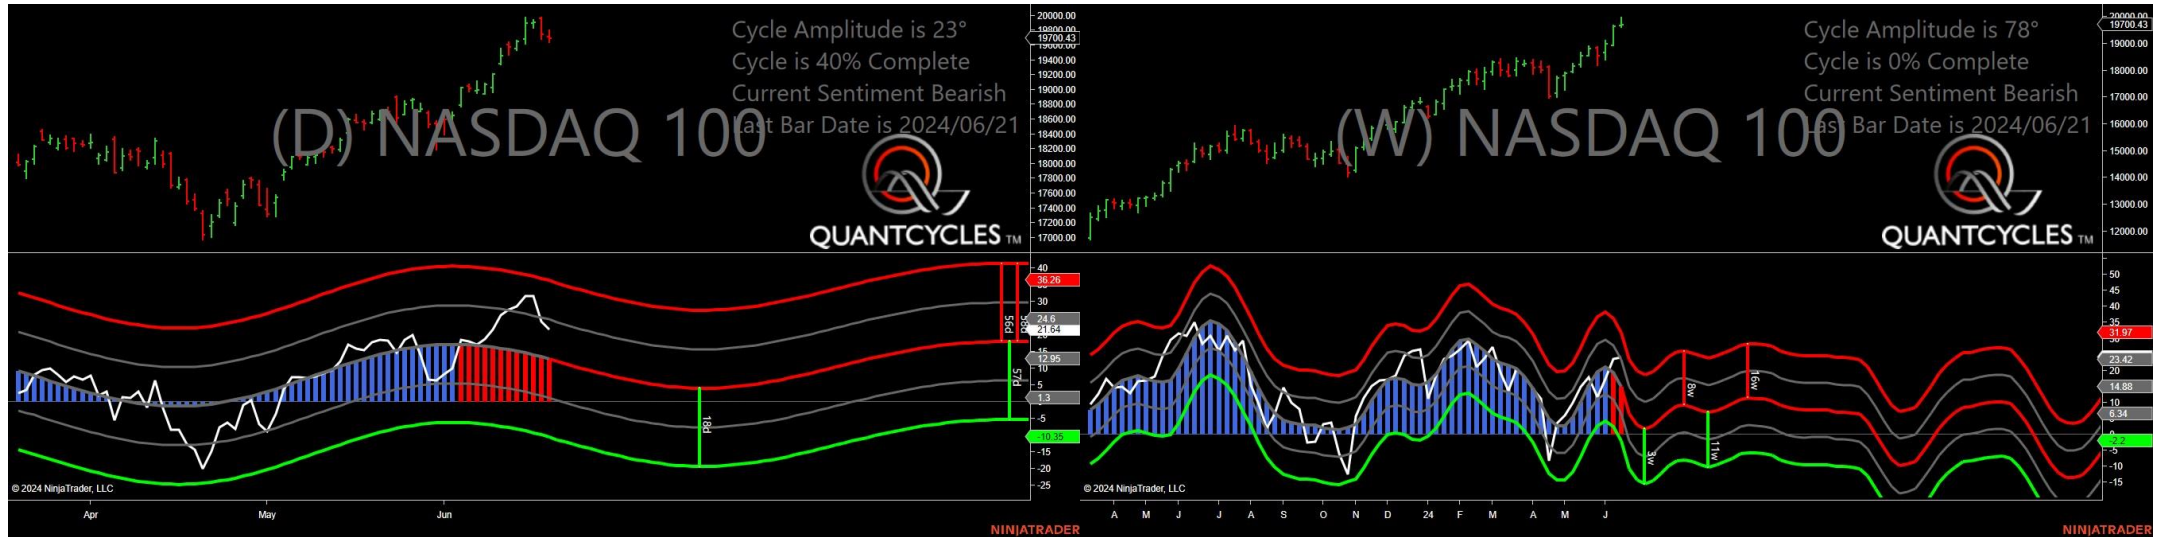 Cycle Amplitude is 23°
Cycle is 40% Complete
Current Sentiment Bearish
Last Bar Date is 2024/06/21
(D) NASDAQ 100
QUANTCYCLES TM
20000.00
19800.00
19700.43
19600.00
19400.00
19200.00
19000.00
18800.00
18600.00
18400.00
18200.00
18000.00
17800.00
17600.00
17400.00
17200.00
17000.00
40
36.26
30
24.6
21.64
15
12.95
10
5
1.3
-5
-10.35
-15
-20
-25
56d
58d
57d
18d
© 2024 NinjaTrader, LLC
Apr May Jun
NINJATRADER
Cycle Amplitude is 78°
Cycle is 0% Complete
Current Sentiment Bearish
Last Bar Date is 2024/06/21
(W) NASDAQ 100
QUANTCYCLES TM
20000.00
19700.43
19000.00
18000.00
17000.00
16000.00
15000.00
14000.00
13000.00
12000.00
50
45
40
35
31.97
23.42
20
14.88
10
6.34
0
-2.2
-5
-10
-15
8w
16w
3w
11w
© 2024 NinjaTrader, LLC
A M J J A S O N D 24 F M A M J
NINJATRADER